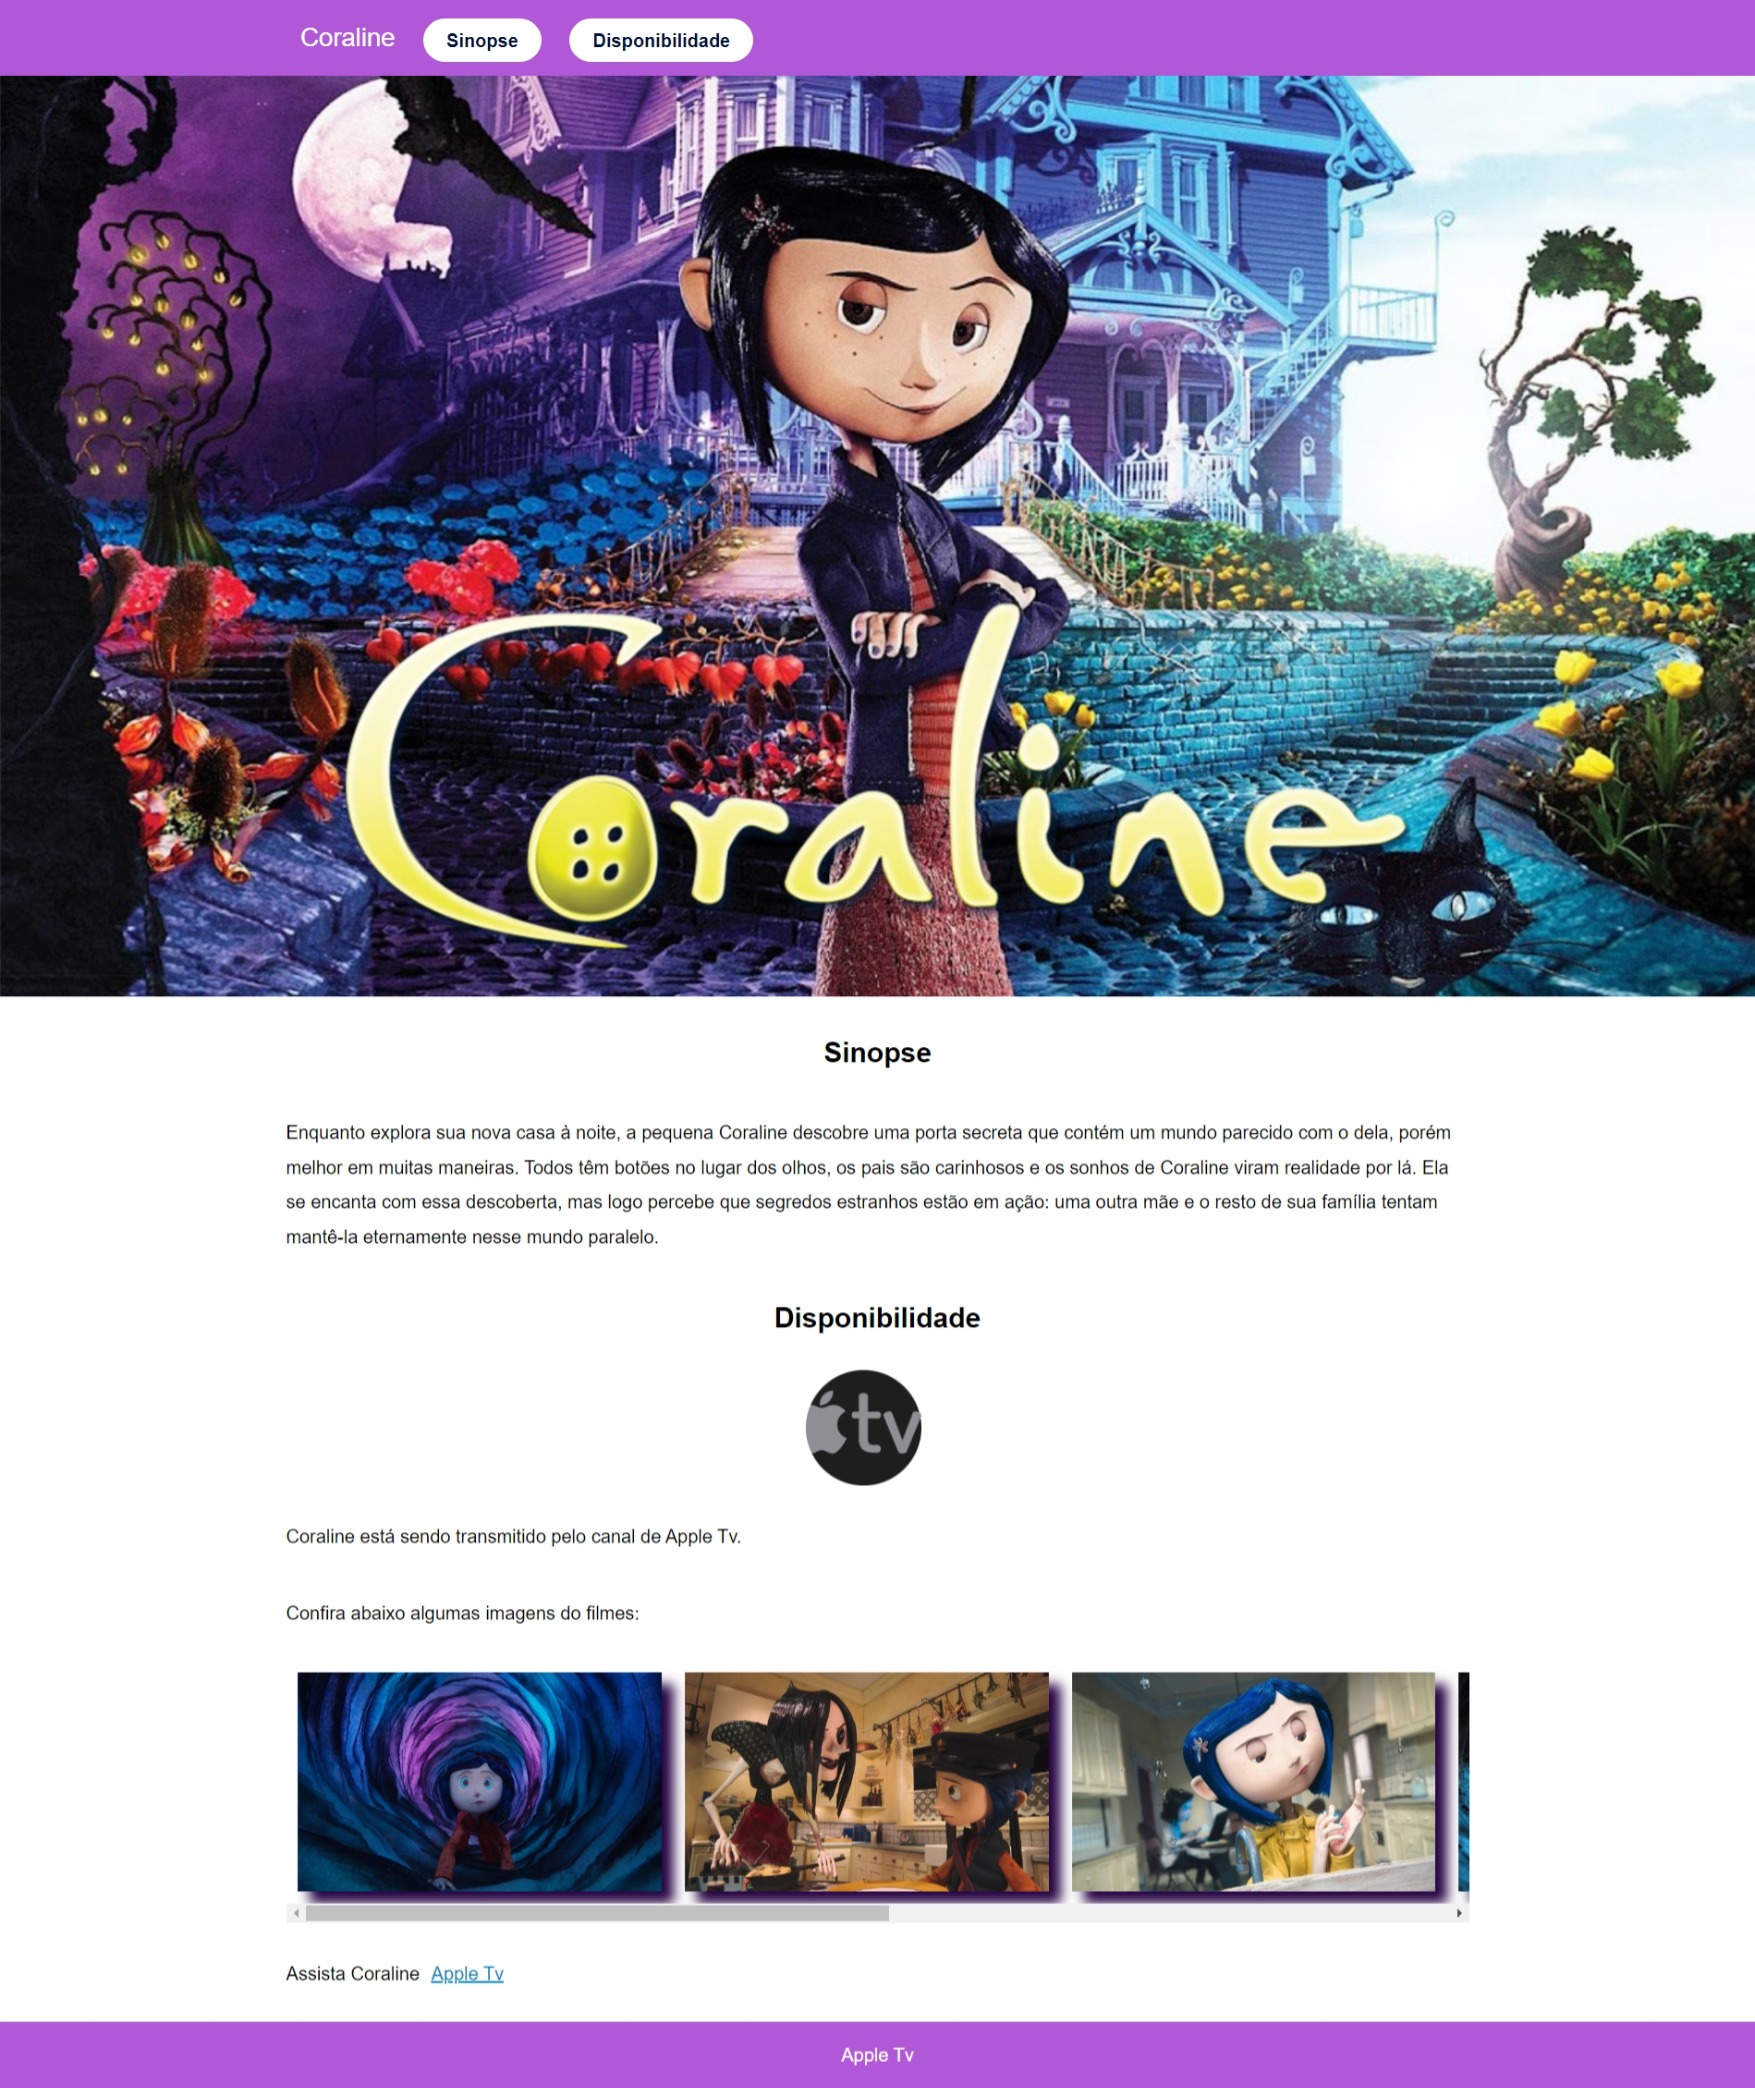 Coraline Sinopse Disponibilidade
Coraline
Sinopse
Enquanto explora sua nova casa à noite, a pequena Coraline descobre uma porta secreta que contém um mundo parecido com o dela, porém
melhor em muitas maneiras. Todos têm botões no lugar dos olhos, os pais são carinhosos e os sonhos de Coraline viram realidade por lá. Ela
se encanta com essa descoberta, mas logo percebe que segredos estranhos estão em ação: uma outra mãe e o resto de sua família tentam
mantê-la eternamente nesse mundo paralelo.
Disponibilidade
tv
Coraline está sendo transmitido pelo canal de Apple Tv.
Confira abaixo algumas imagens do filmes:
Assista Coraline Apple Tv
Apple Tv